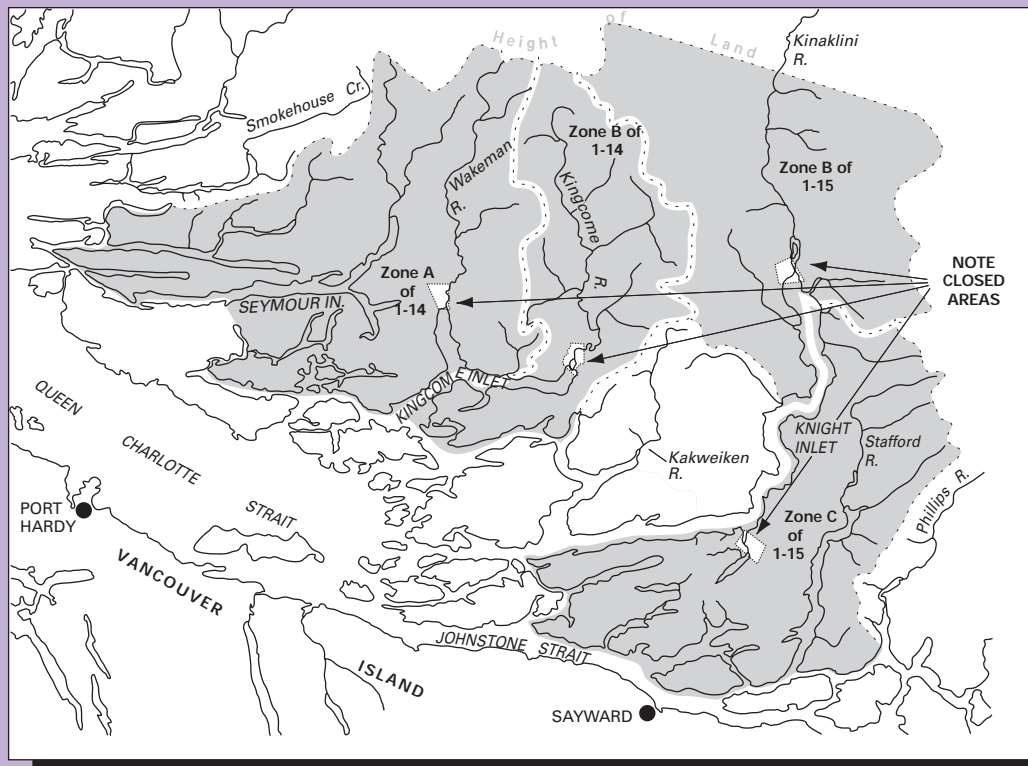 Height of Land
Kinaklini
R.
Smokehouse Cr.
Zone B of
1-14
Wakeman
R.
Zone B of
1-15
Kingcome
R.
NOTE
CLOSED
AREAS
Zone A
of
1-14
SEYMOUR IN.
KINGCOME INLET
QUEEN
CHARLOTTE
STRAIT
KNIGHT
INLET
Stafford
R.
Kakweiken
R.
Phillips R.
PORT
HARDY
Zone C
of
1-15
VANCOUVER
ISLAND
JOHNSTONE STRAIT
SAYWARD